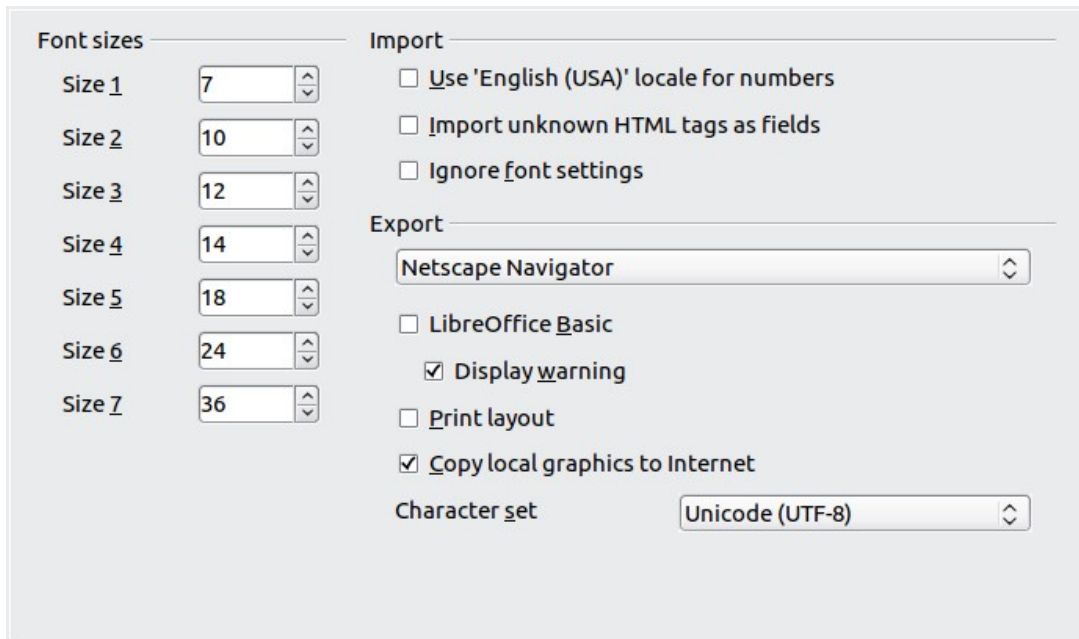 Font sizes
Size 1 7
Size 2 10
Size 3 12
Size 4 14
Size 5 18
Size 6 24
Size 7 36
Import
Use 'English (USA)' locale for numbers
Import unknown HTML tags as fields
Ignore font settings
Export
Netscape Navigator
LibreOffice Basic
Display warning
Print layout
Copy local graphics to Internet
Character set Unicode (UTF-8)